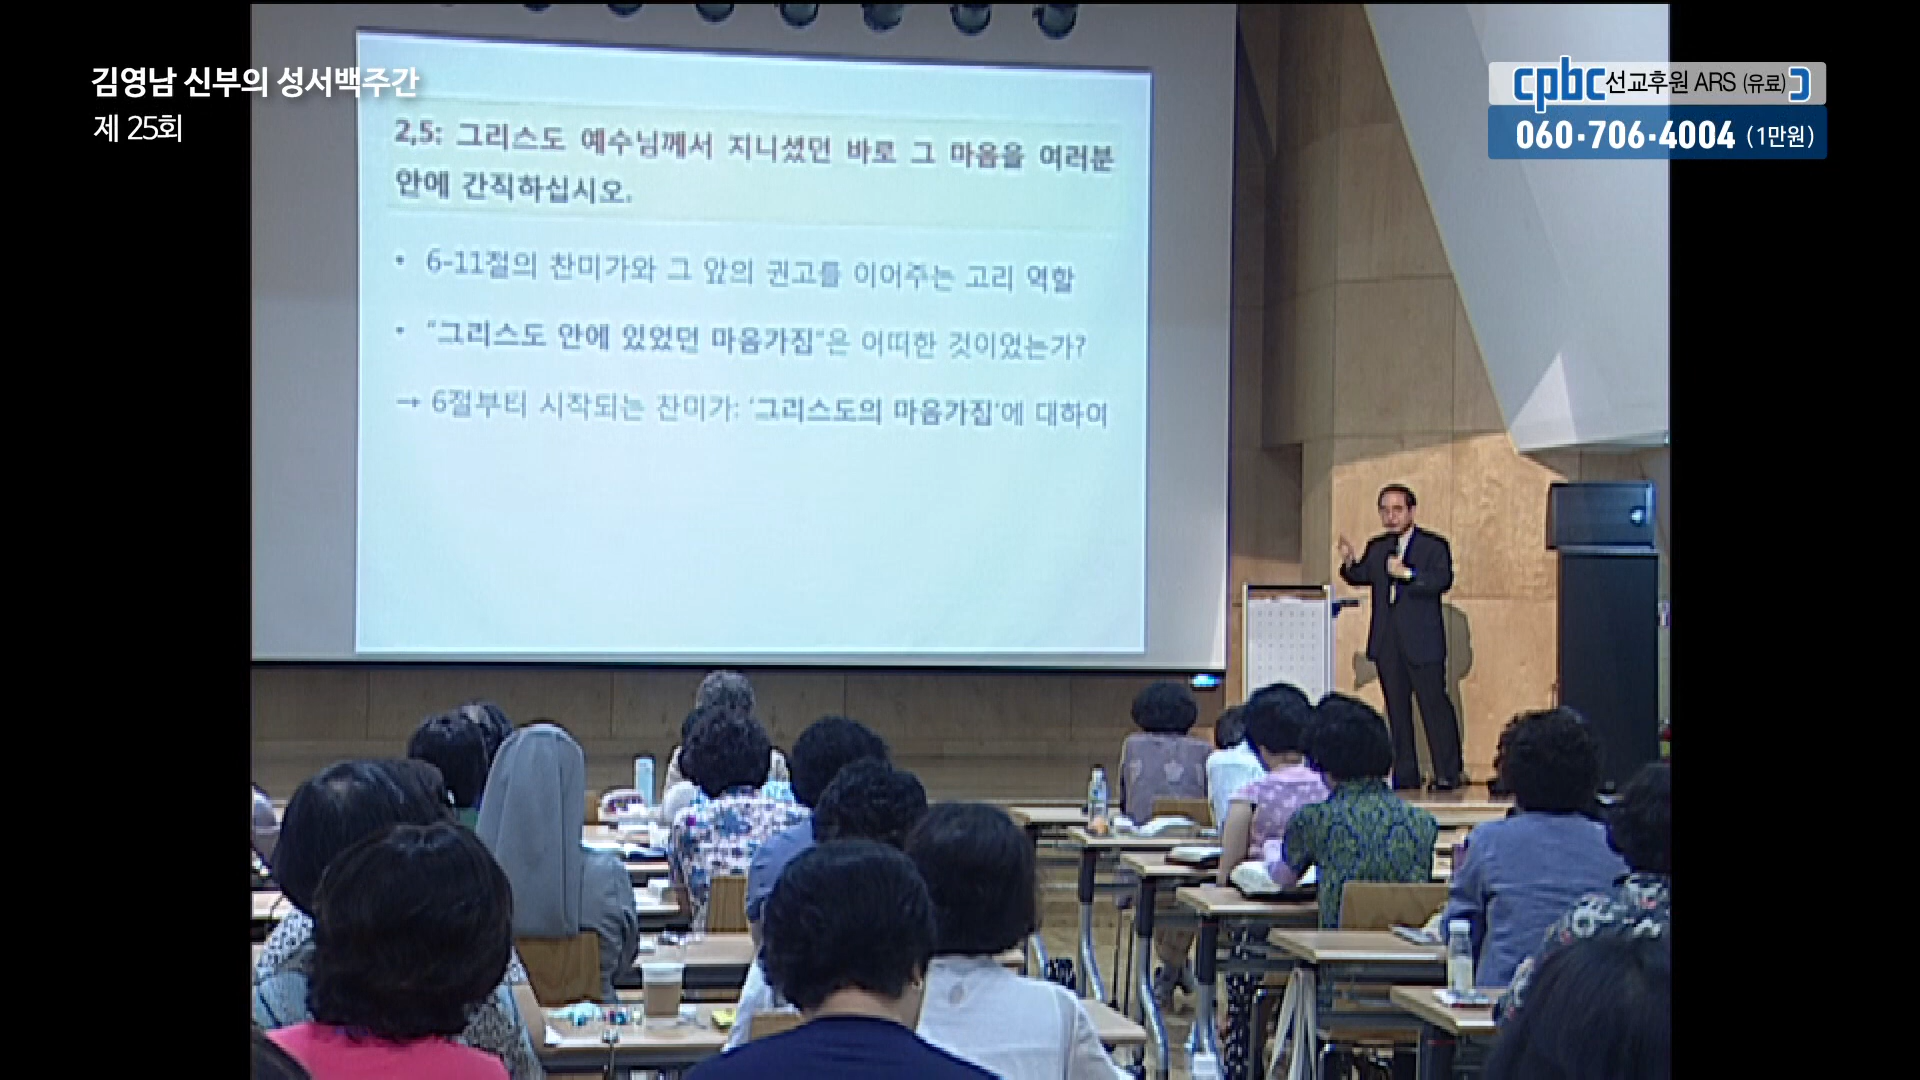 김영남 신부의 성서백주간
제 25회
cpbc 선교후원 ARS (유료)
060·706·4004 (1만원)
2,5: 그리스도 예수님께서 지니셨던 바로 그 마음을 여러분
안에 간직하십시오.
• 6-11절의 찬미가와 그 앞의 권고를 이어주는 고리 역할
• “그리스도 안에 있었던 마음가짐”은 어떠한 것이었는가?
→ 6절부터 시작되는 찬미가: ‘그리스도의 마음가짐’에 대하여